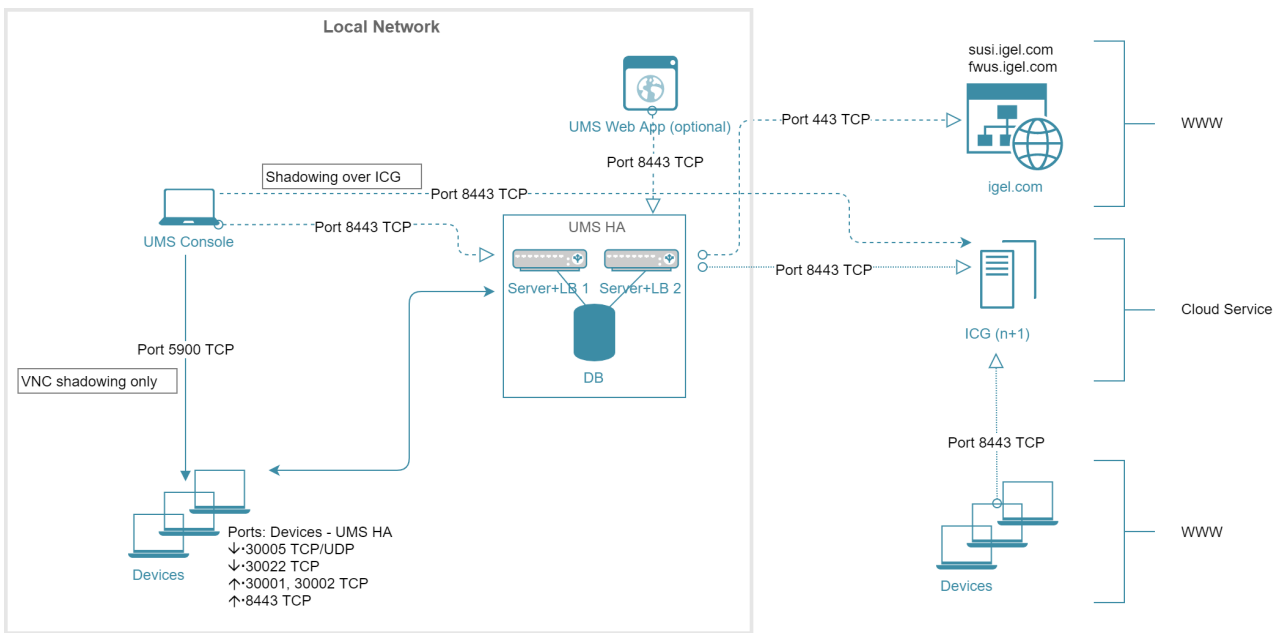 Local Network
susi.igel.com
fwus.igel.com
UMS Web App (optional)
Port 443 TCP
WWW
Port 8443 TCP
Shadowing over ICG
Port 8443 TCP
igel.com
Port 8443 TCP
UMS HA
UMS Console
Port 8443 TCP
Server+LB 1
Server+LB 2
Cloud Service
ICG (n+1)
Port 5900 TCP
VNC shadowing only
DB
Port 8443 TCP
Ports: Devices - UMS HA
↓·30005 TCP/UDP
↓·30022 TCP
↑·30001, 30002 TCP
↑·8443 TCP
Devices
Devices
WWW